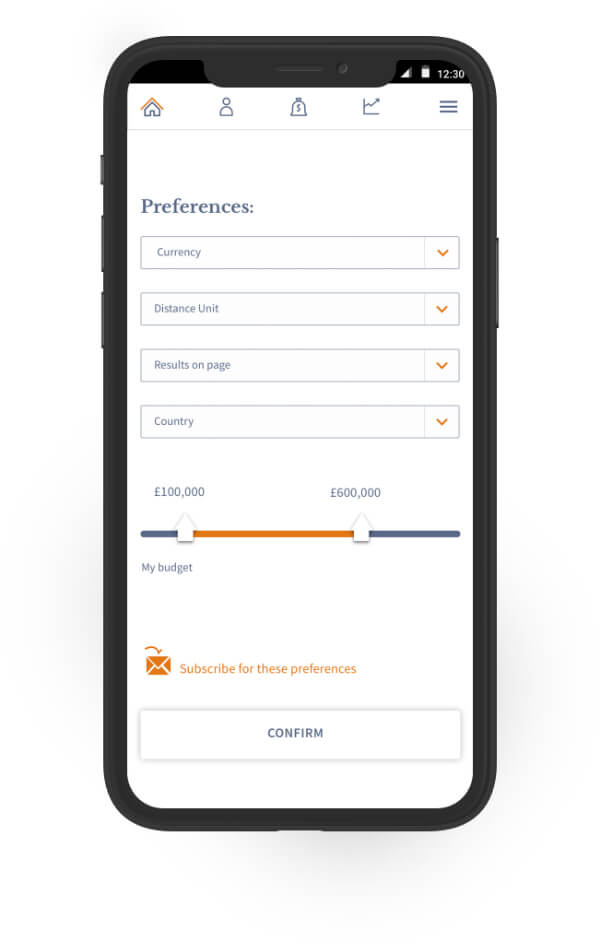 12:30
Preferences:
Currency
Distance Unit
Results on page
Country
£100,000 £600,000
My budget
Subscribe for these preferences
CONFIRM